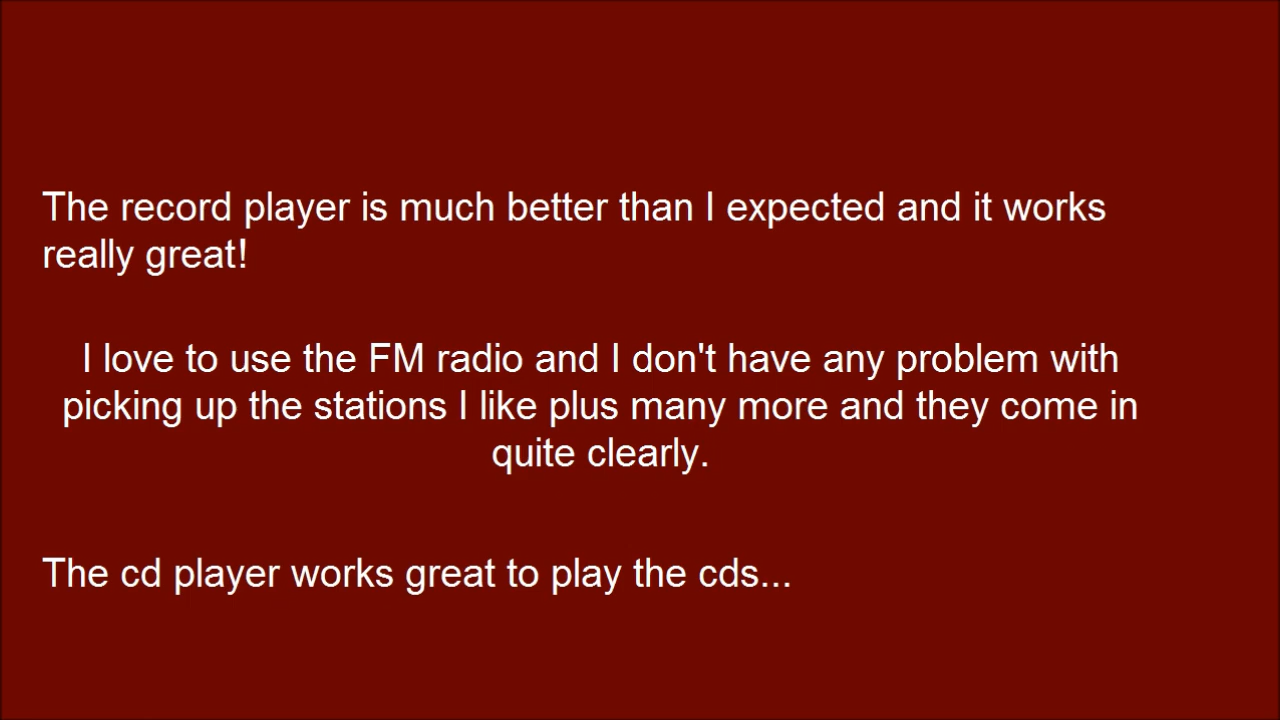 The record player is much better than I expected and it works
really great!
I love to use the FM radio and I don't have any problem with
picking up the stations I like plus many more and they come in
quite clearly.
The cd player works great to play the cds...